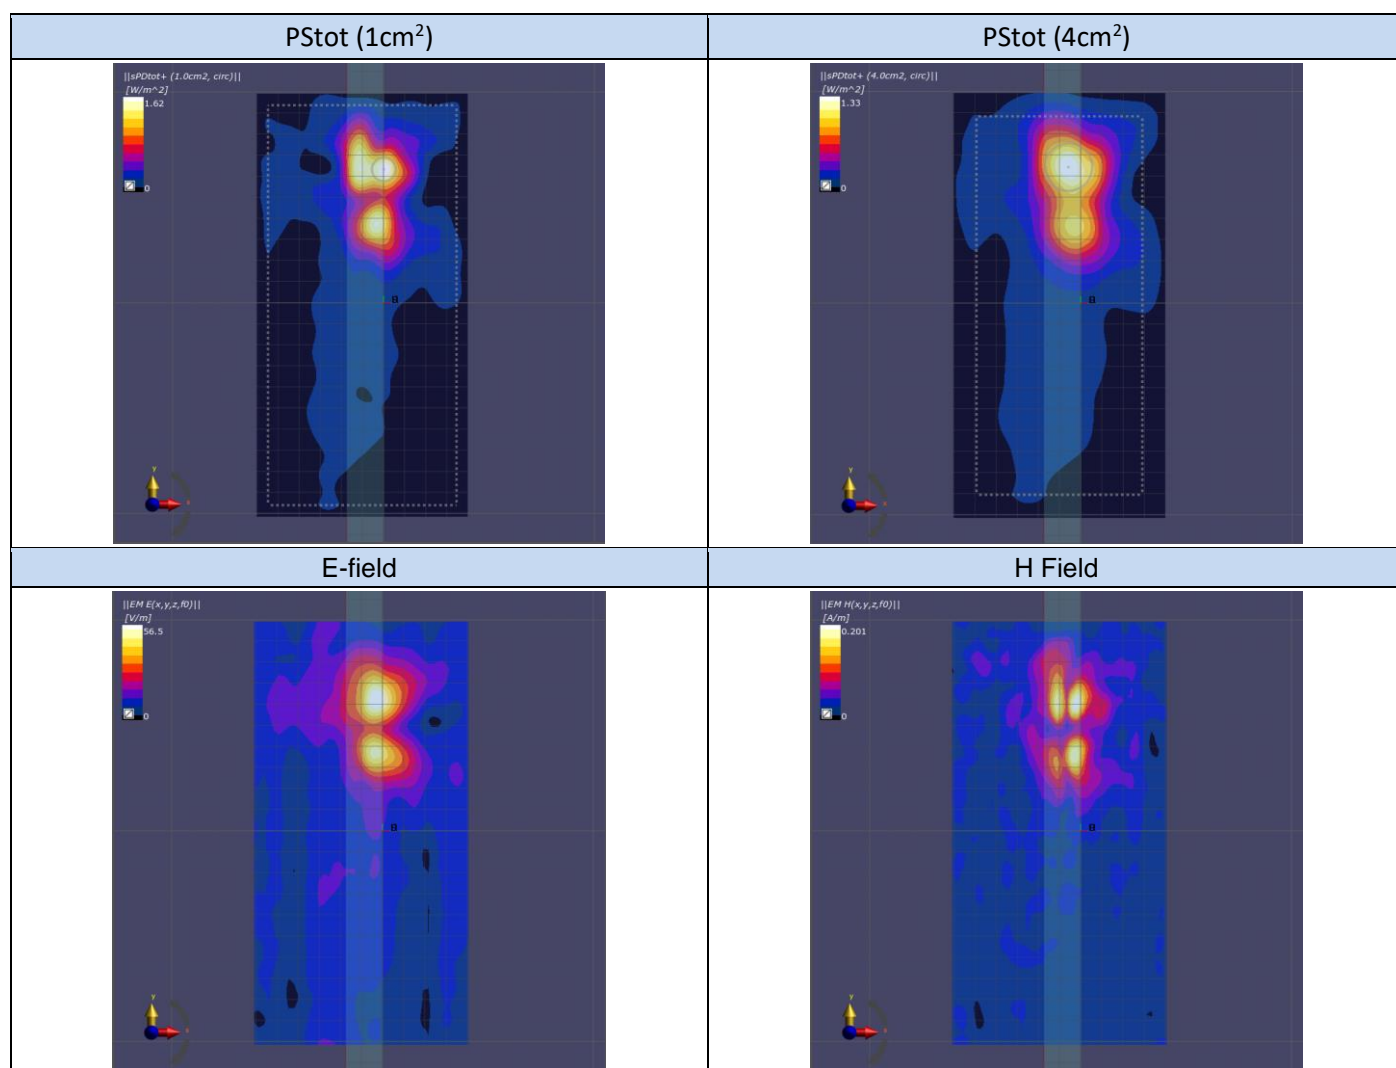 PStot (1cm²)
PStot (4cm²)
||sPDtot+ (1.0cm2, circ)||
[W/m^2]
1.62
0
y
x
||sPDtot+ (4.0cm2, circ)||
[W/m^2]
1.33
0
y
x
E-field
H Field
||EM E(x,y,z,f0)||
[V/m]
56.5
0
y
x
||EM H(x,y,z,f0)||
[A/m]
0.201
0
y
x